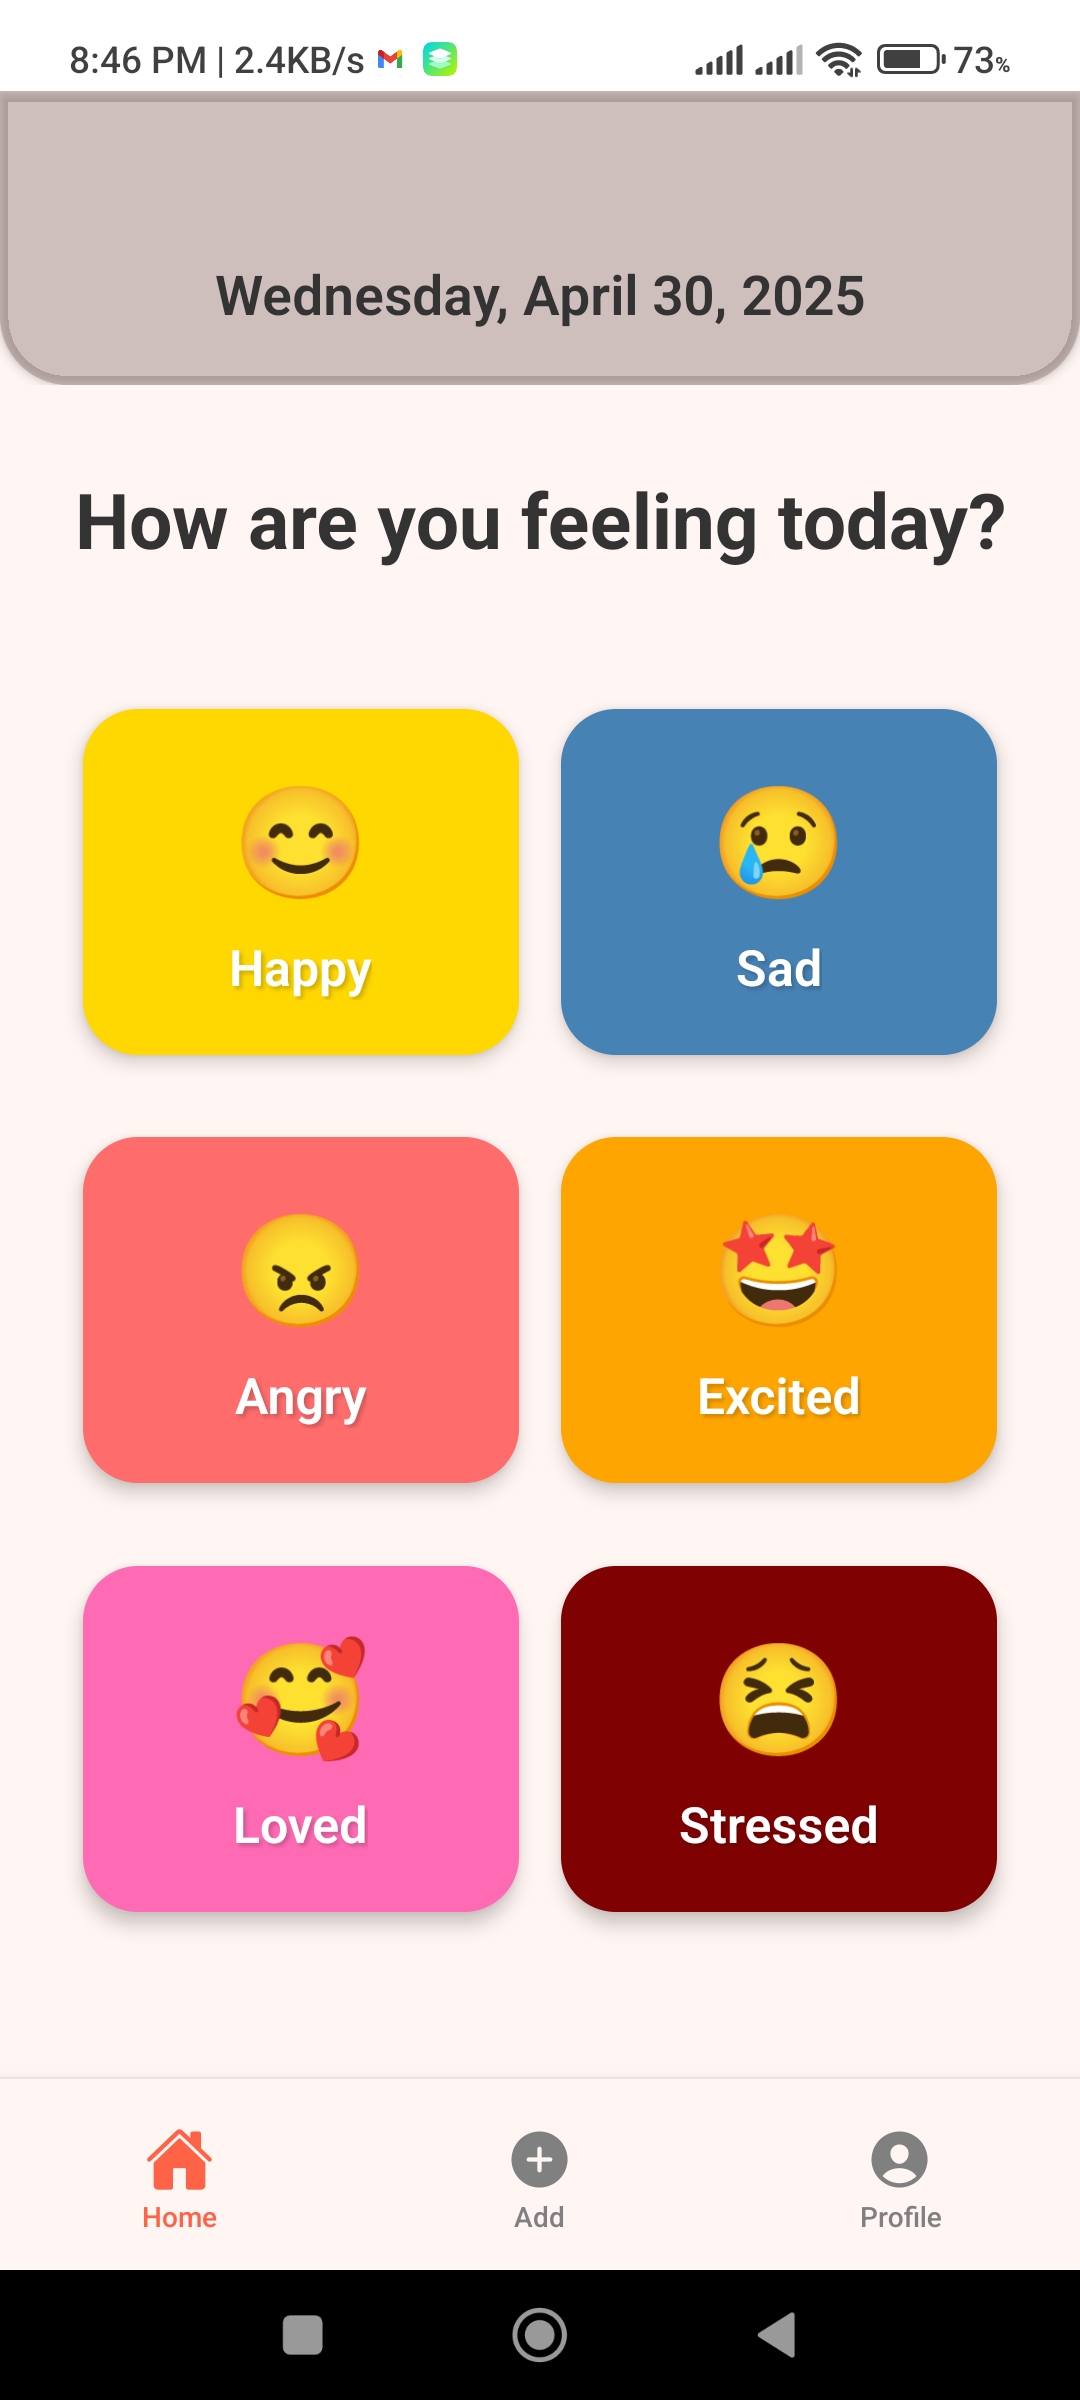 8:46 PM | 2.4KB/s 73%
Wednesday, April 30, 2025
How are you feeling today?
Happy
Sad
Angry
Excited
Loved
Stressed
Home
Add
Profile